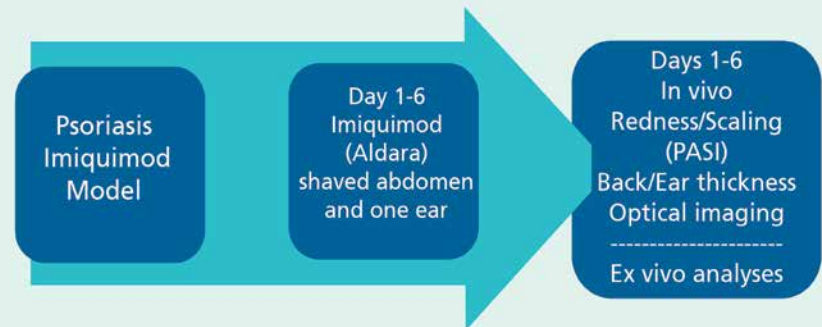 Psoriasis
Imiquimod
Model
Day 1-6
Imiquimod
(Aldara)
shaved abdomen
and one ear
Days 1-6
In vivo
Redness/Scaling
(PASI)
Back/Ear thickness
Optical imaging
----------------------
Ex vivo analyses